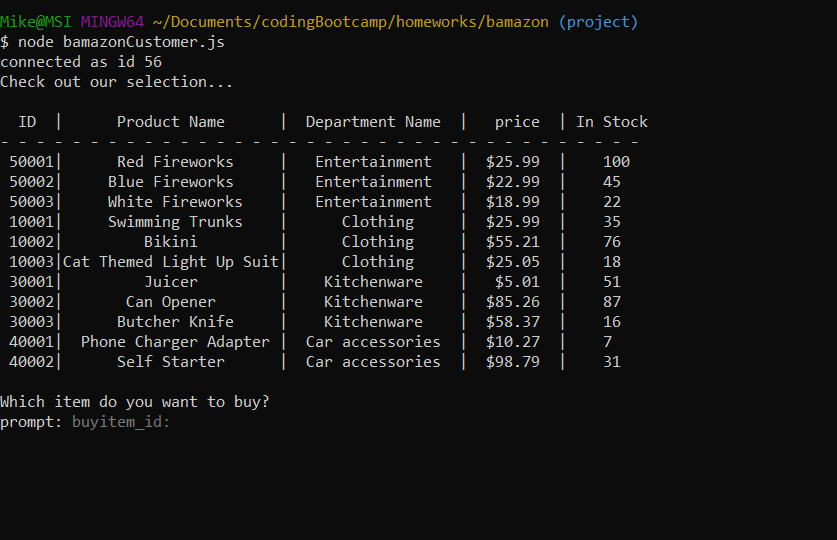 Mike@MSI MINGW64 ~/Documents/codingBootcamp/homeworks/bamazon (project)
$ node bamazonCustomer.js
connected as id 56
Check out our selection...
  ID  |      Product Name      |  Department Name  |   price  | In Stock
- - - - - - - - - - - - - - - - - - - - - - - - - - - - - - - - - - - -
 50001|      Red Fireworks     |   Entertainment   |  $25.99  |    100
 50002|     Blue Fireworks     |   Entertainment   |  $22.99  |    45
 50003|     White Fireworks    |   Entertainment   |  $18.99  |    22
 10001|     Swimming Trunks    |      Clothing     |  $25.99  |    35
 10002|         Bikini         |      Clothing     |  $55.21  |    76
 10003|Cat Themed Light Up Suit|      Clothing     |  $25.05  |    18
 30001|         Juicer         |    Kitchenware    |   $5.01  |    51
 30002|       Can Opener       |    Kitchenware    |  $85.26  |    87
 30003|      Butcher Knife     |    Kitchenware    |  $58.37  |    16
 40001|  Phone Charger Adapter |  Car accessories  |  $10.27  |    7
 40002|      Self Starter      |  Car accessories  |  $98.79  |    31
Which item do you want to buy?
prompt: buyitem_id: